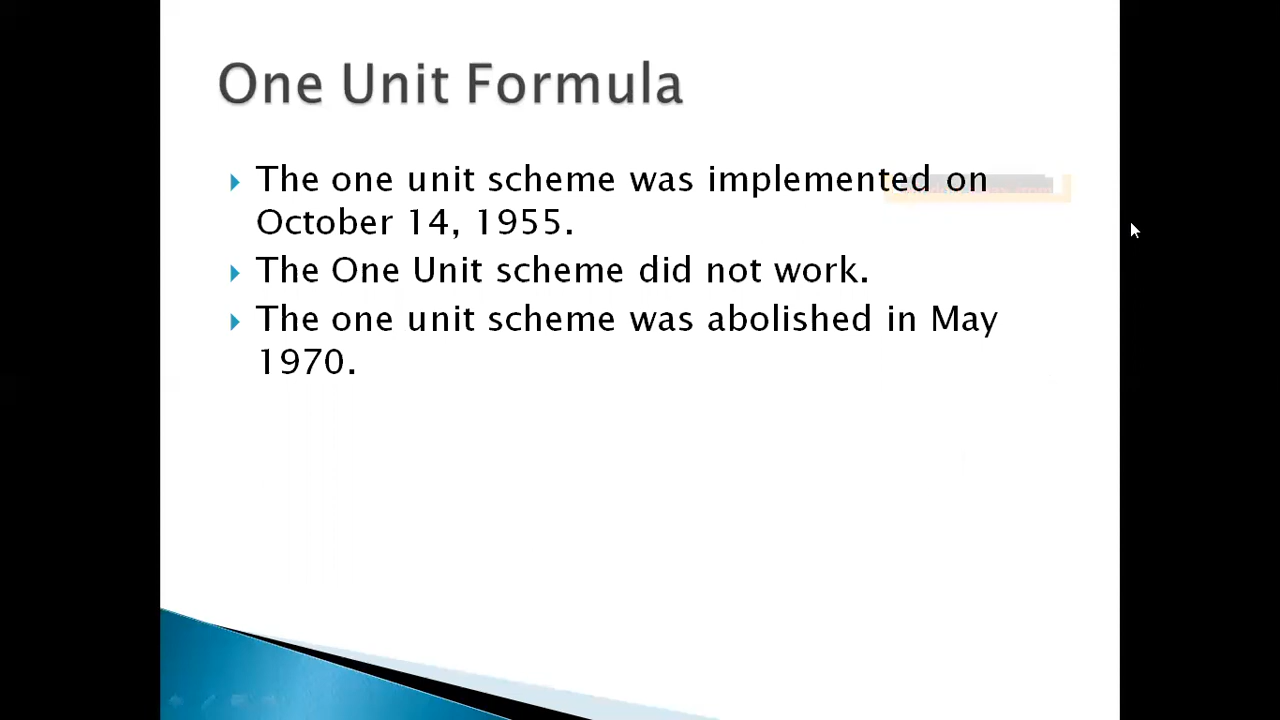 One Unit Formula
The one unit scheme was implemented on
October 14, 1955.
The One Unit scheme did not work.
The one unit scheme was abolished in May
1970.